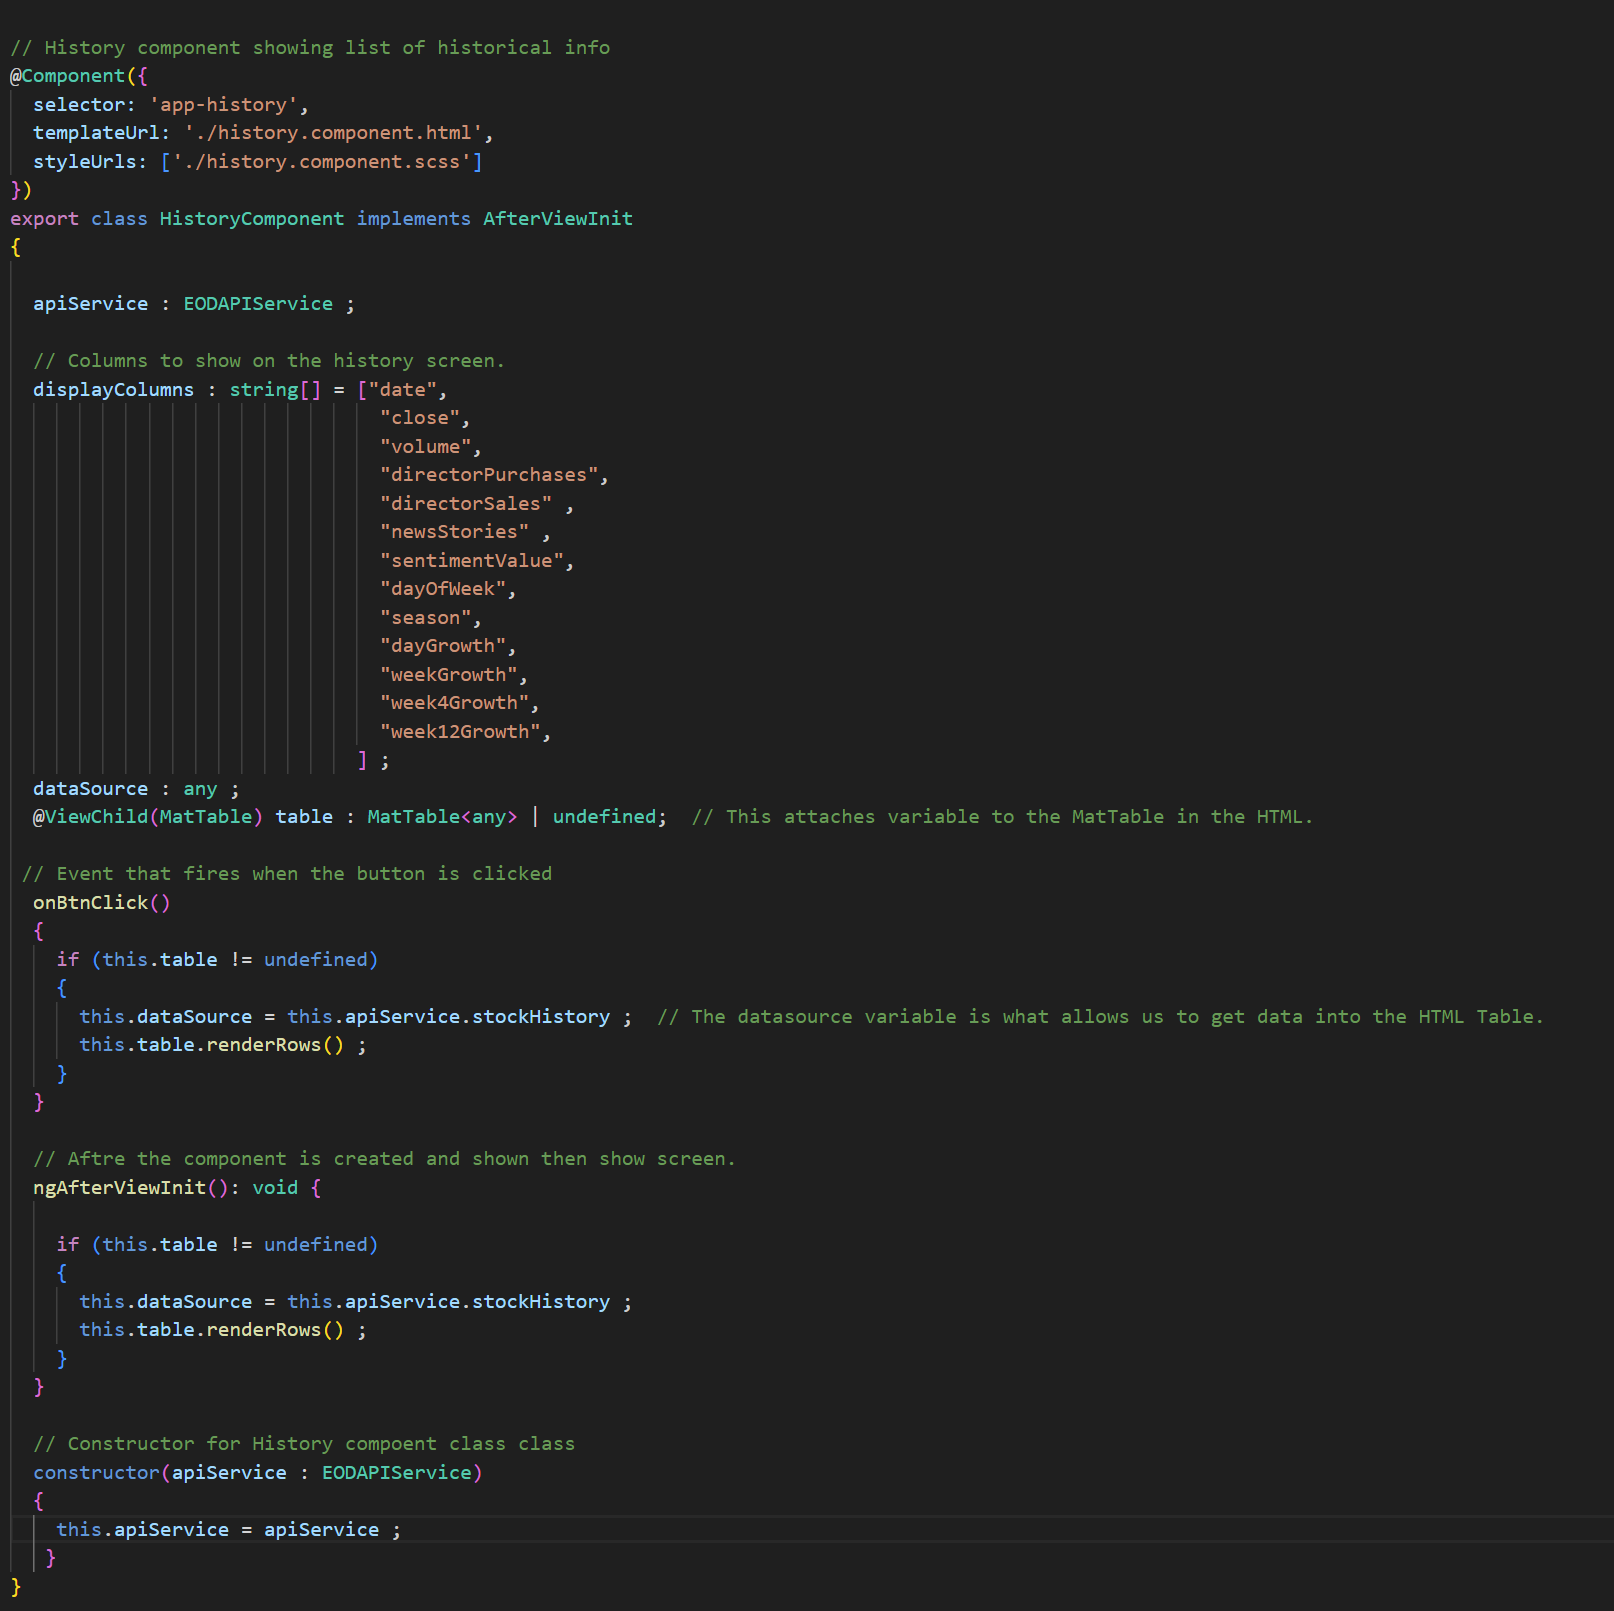 // History component showing list of historical info
@Component({
selector: 'app-history',
templateUrl: './history.component.html',
styleUrls: ['./history.component.scss']
})
export class HistoryComponent implements AfterViewInit
{
apiService : EODAPIService ;
// Columns to show on the history screen.
displayColumns : string[] = ["date",
"close",
"volume",
"directorPurchases",
"directorSales" ,
"newsStories" ,
"sentimentValue",
"dayOfWeek",
"season",
"dayGrowth",
"weekGrowth",
"week4Growth",
"week12Growth",
] ;
dataSource : any ;
@ViewChild(MatTable) table : MatTable<any> | undefined;  // This attaches variable to the MatTable in the HTML.
// Event that fires when the button is clicked
onBtnClick()
{
if (this.table != undefined)
{
this.dataSource = this.apiService.stockHistory ;  // The datasource variable is what allows us to get data into the HTML Table.
this.table.renderRows() ;
}
}
// Aftre the component is created and shown then show screen.
ngAfterViewInit(): void {
if (this.table != undefined)
{
this.dataSource = this.apiService.stockHistory ;
this.table.renderRows() ;
}
}
// Constructor for History compoent class class
constructor(apiService : EODAPIService)
{
this.apiService = apiService ;
}
}